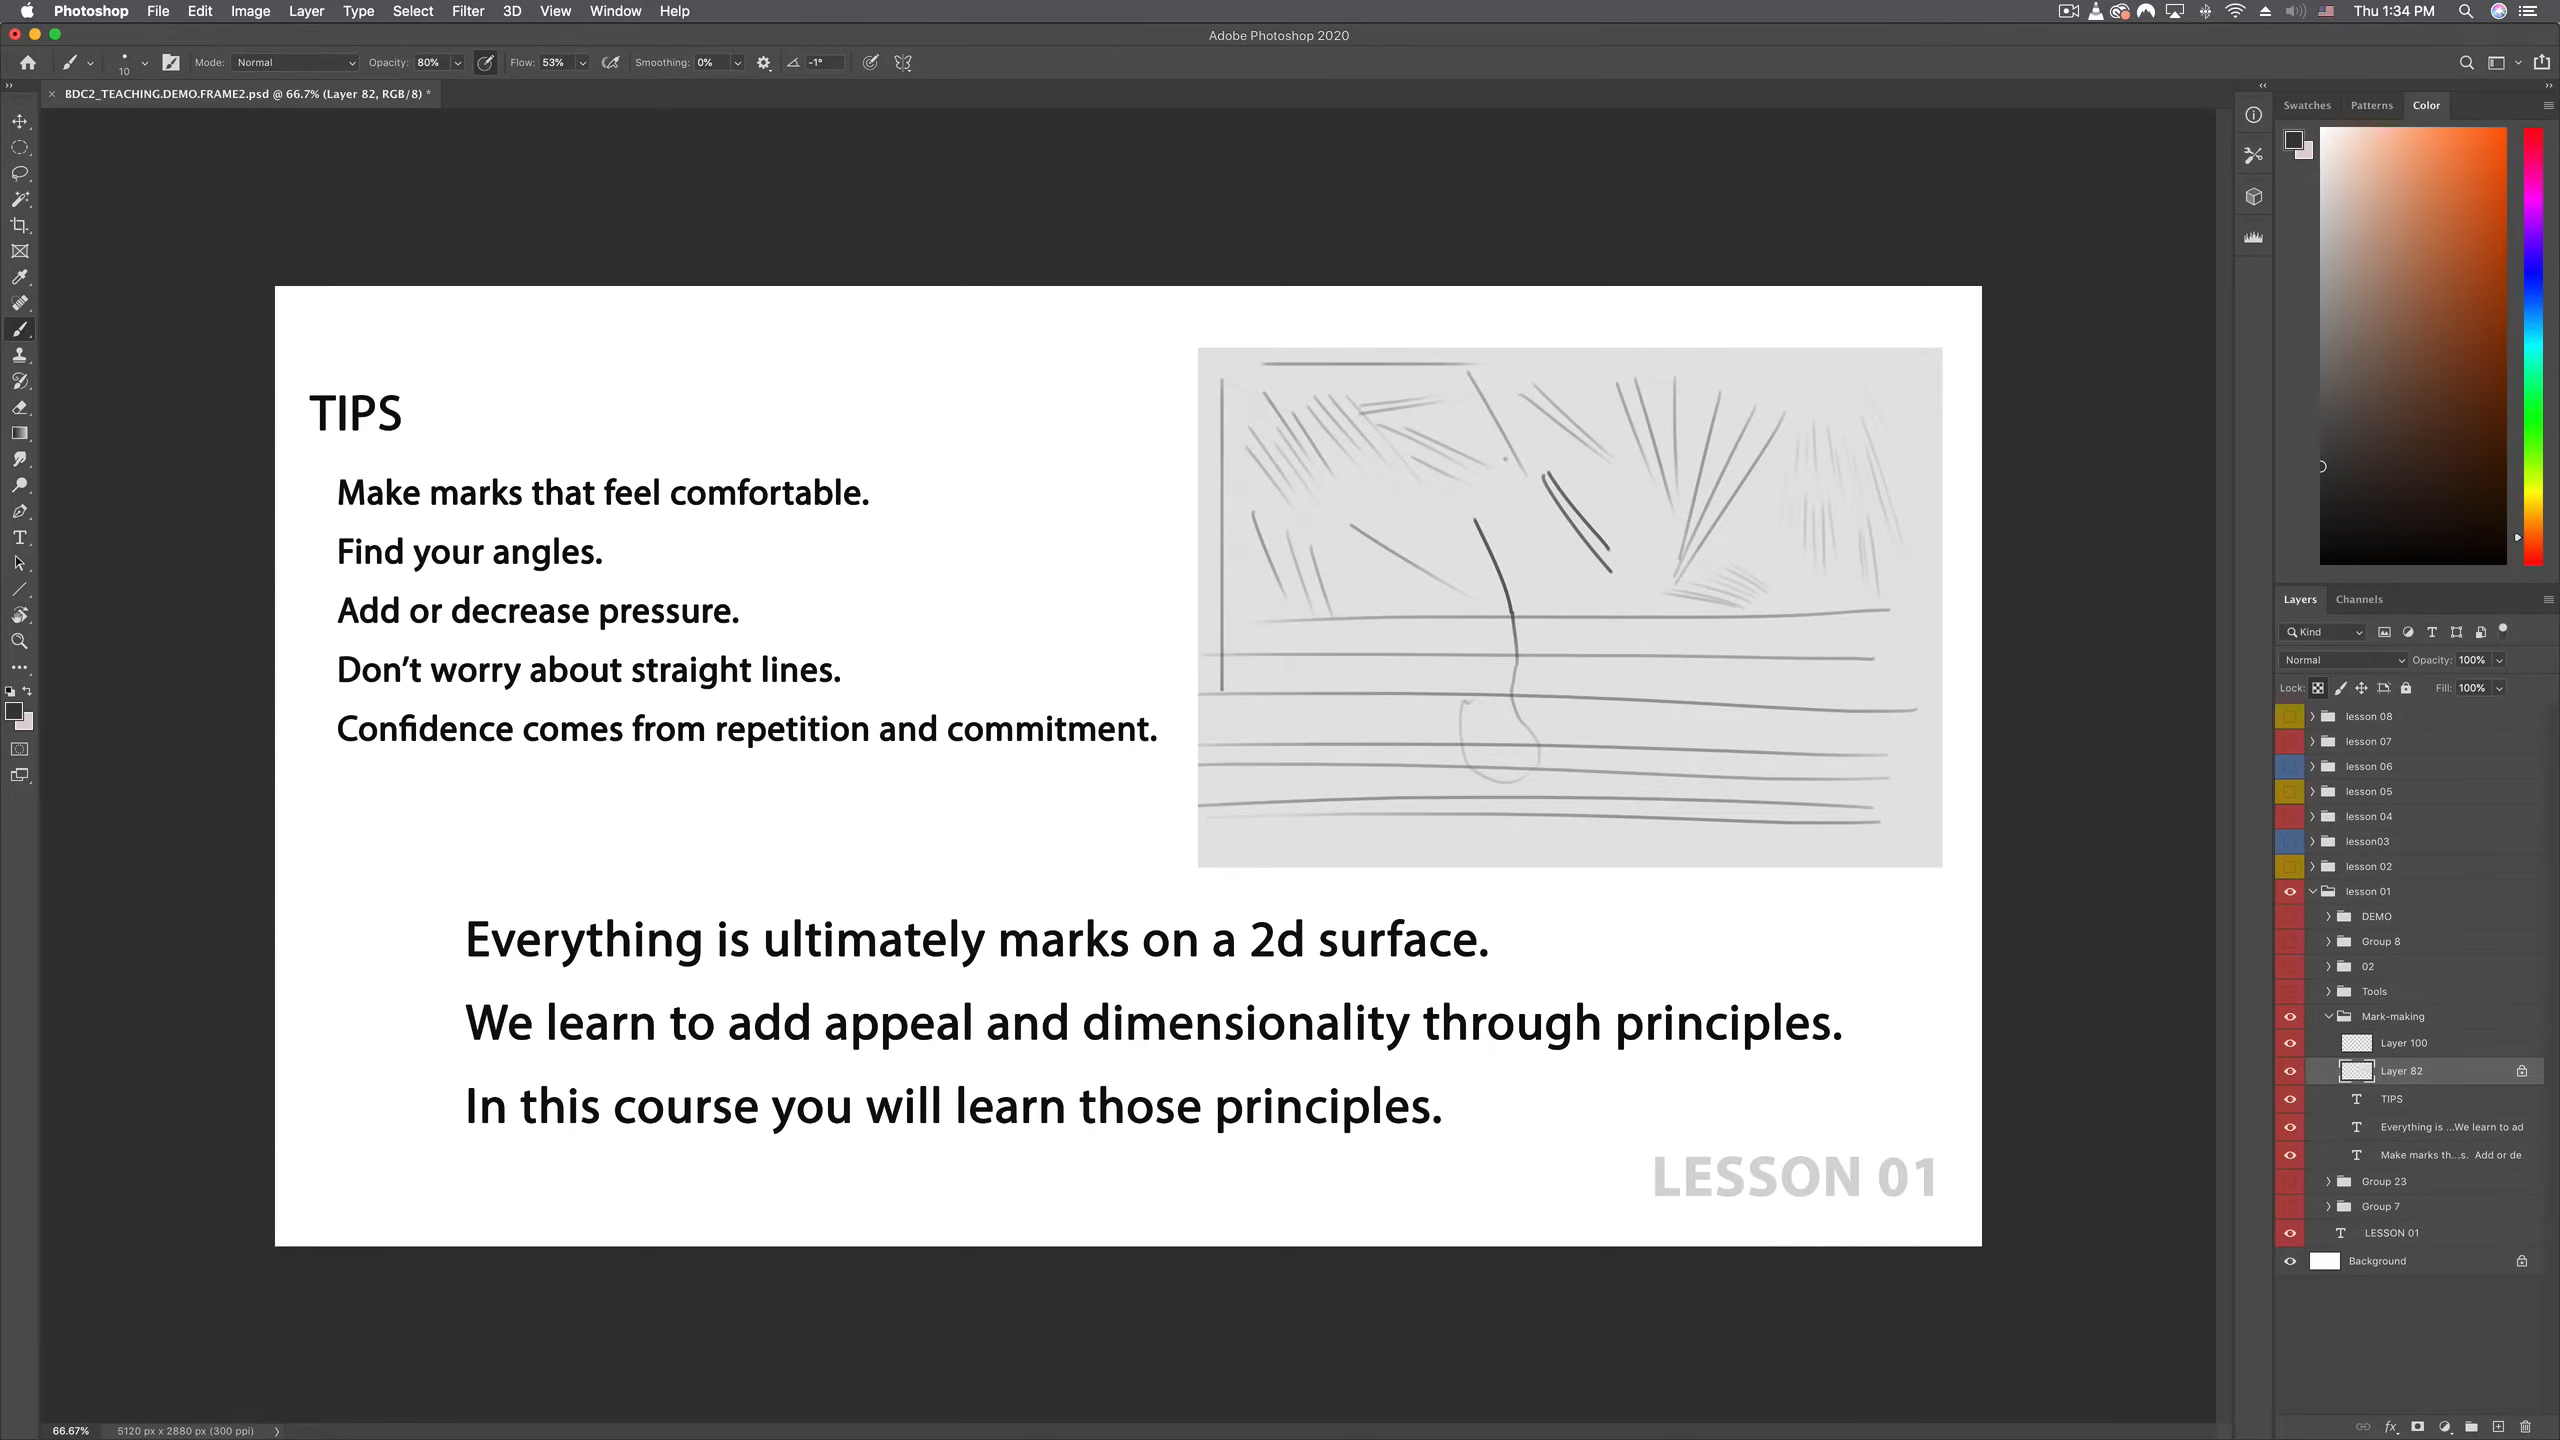 Photoshop File Edit Image Layer Type Select Filter 3D View Window Help
Thu 1:34 PM
Adobe Photoshop 2020
10
Mode: Normal
Opacity: 80%
Flow: 53%
Smoothing: 0%
-1°
BDC2_TEACHING.DEMO.FRAME2.psd @ 66.7% (Layer 82, RGB/8) *
Swatches Patterns Color
TIPS
Make marks that feel comfortable.
Find your angles.
Add or decrease pressure.
Don’t worry about straight lines.
Confidence comes from repetition and commitment.
Everything is ultimately marks on a 2d surface.
We learn to add appeal and dimensionality through principles.
In this course you will learn those principles.
LESSON 01
Layers Channels
Kind
Normal Opacity: 100%
Lock: Fill: 100%
lesson 08
lesson 07
lesson 06
lesson 05
lesson 04
lesson03
lesson 02
lesson 01
DEMO
Group 8
02
Tools
Mark-making
Layer 100
Layer 82
T TIPS
T Everything is ...We learn to ad
T Make marks th...s. Add or de
Group 23
Group 7
T LESSON 01
Background
fx
66.67% 5120 px x 2880 px (300 ppi)